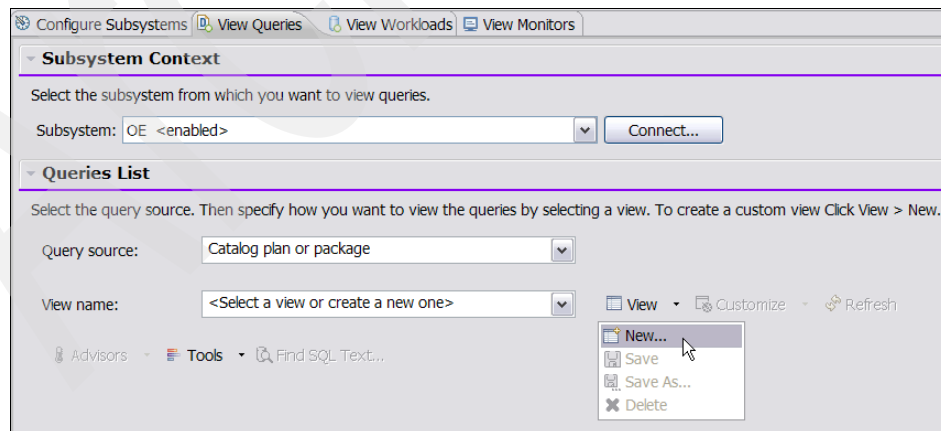 Configure Subsystems View Queries View Workloads View Monitors
Subsystem Context
Select the subsystem from which you want to view queries.
Subsystem: OE <enabled> Connect...
Queries List
Select the query source. Then specify how you want to view the queries by selecting a view. To create a custom view Click View > New.
Query source: Catalog plan or package
View name: <Select a view or create a new one> View Customize Refresh
New...
Advisors Tools Find SQL Text...
Save
Save As...
Delete